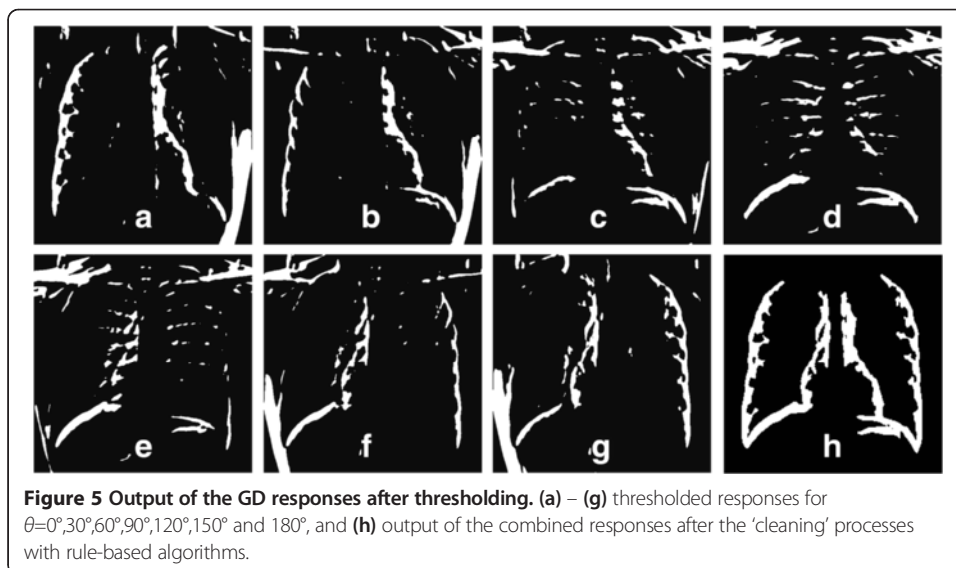 a b c d
e f g h
Figure 5 Output of the GD responses after thresholding. (a) – (g) thresholded responses for
θ=0°,30°,60°,90°,120°,150° and 180°, and (h) output of the combined responses after the ‘cleaning’ processes
with rule-based algorithms.